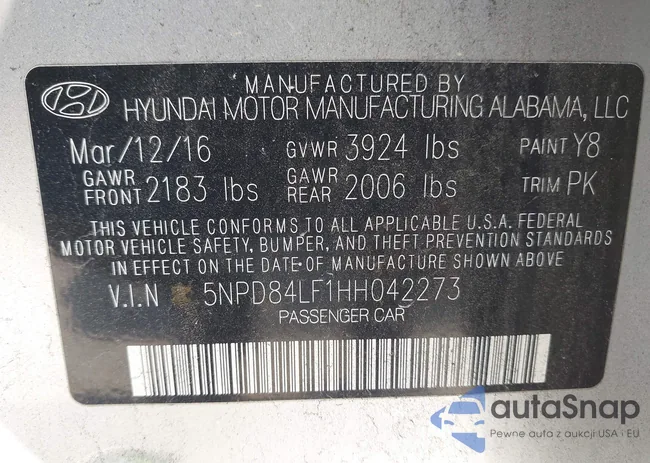 MANUFACTURED BY
HYUNDAI MOTOR MANUFACTURING ALABAMA, LLC
Mar/12/16 GVWR 3924 lbs PAINT Y8
GAWR FRONT 2183 lbs GAWR REAR 2006 lbs TRIM PK
THIS VEHICLE CONFORMS TO ALL APPLICABLE U.S.A. FEDERAL
MOTOR VEHICLE SAFETY, BUMPER, AND THEFT PREVENTION STANDARDS
IN EFFECT ON THE DATE OF MANUFACTURE SHOWN ABOVE.
V.I.N 5NPD84LF1HH042273
PASSENGER CAR
autaSnap
Pewne auta z aukcji USA i EU